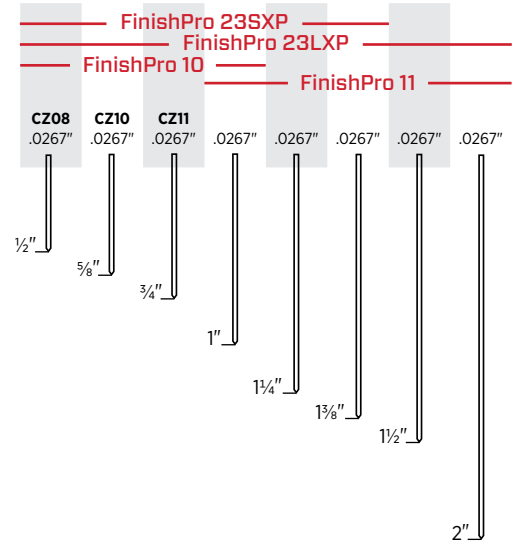 FinishPro 23SXP
FinishPro 23LXP
FinishPro 10
FinishPro 11
CZ08 CZ10 CZ11
.0267" .0267" .0267" .0267" .0267" .0267" .0267" .0267"
½"
⅝"
¾"
1"
1¼"
1⅜"
1½"
2"